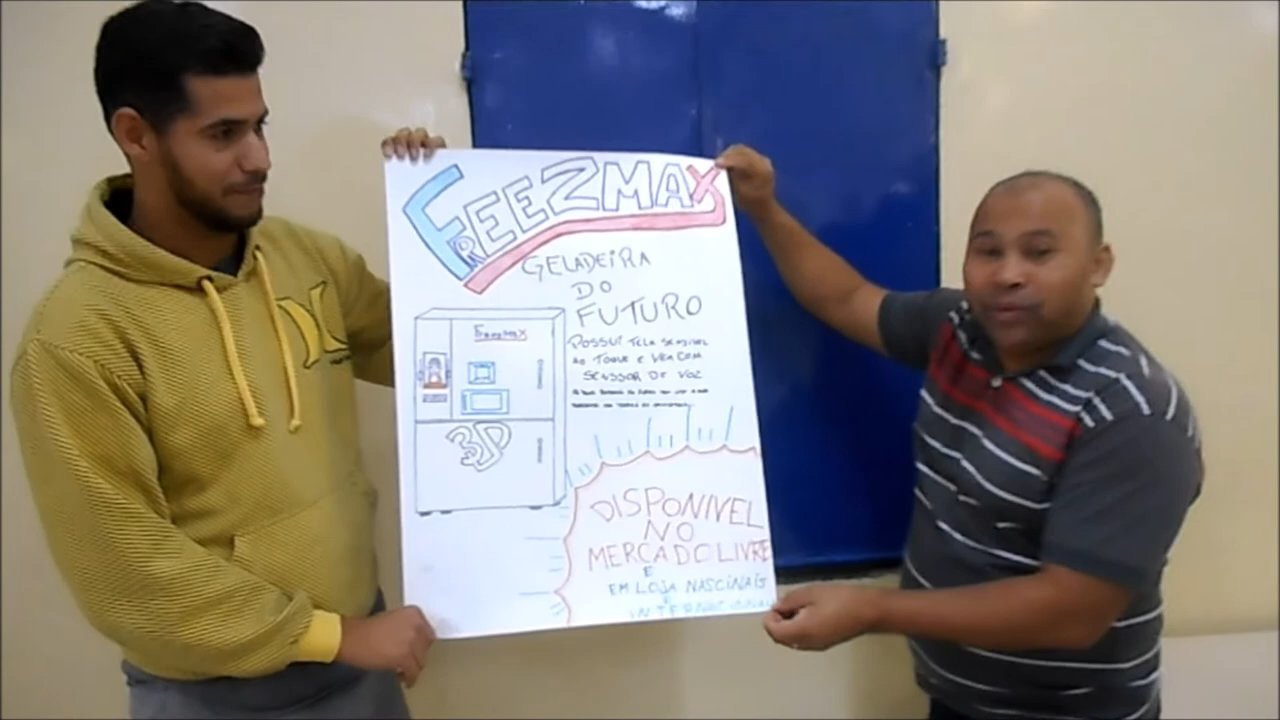 FREEZMAX
GELADEIRA
DO
FUTURO
POSSUI TELA SENSIVEL
AO TOQUE E VEM COM
SENSSOR DE VOZ
FreezMaX
3D
DISPONIVEL
NO
MERCADO LIVRE
E
EM LOJA NASCINAIS
E
INTERNACIONAL